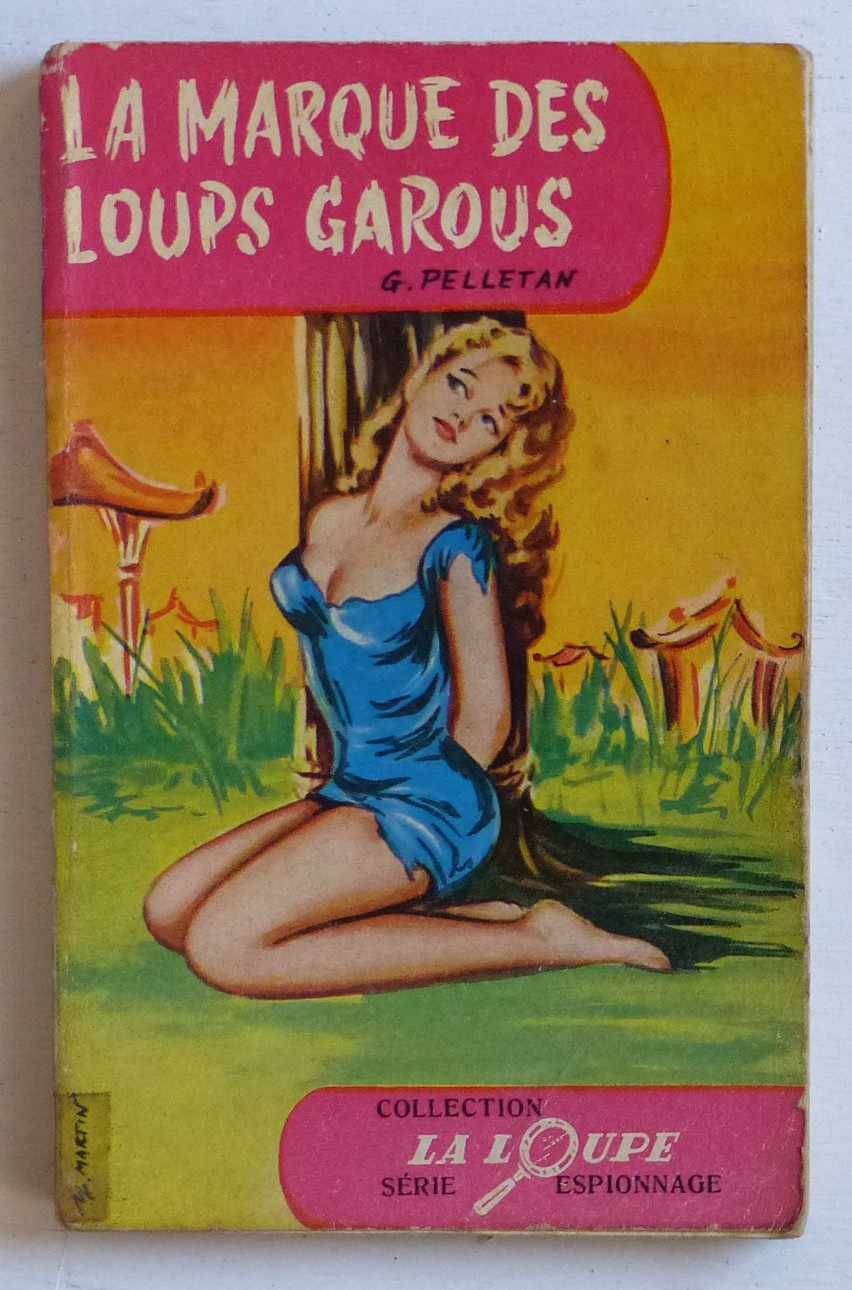 LA MARQUE DES
LOUPS GAROUS
G. PELLETAN
COLLECTION
LA LOUPE
SÉRIE ESPIONNAGE
MARTIN